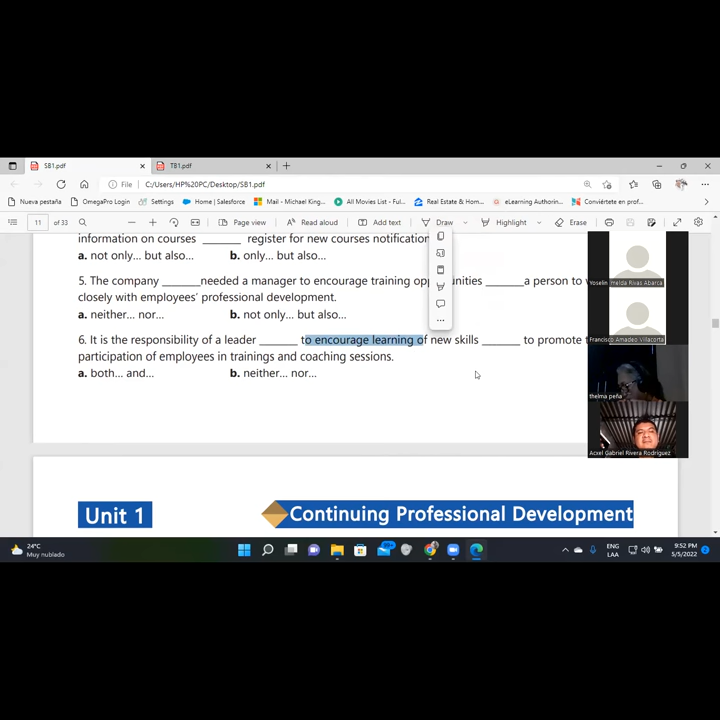 SB1.pdf
TB1.pdf
File
C:/Users/HP%20PC/Desktop/SB1.pdf
Nueva pestaña
OmegaPro Login
Settings
Home | Salesforce
Mail - Michael King...
All Movies List - Ful...
Real Estate & Hom...
eLearning Authorin...
Conviértete en prof...
11 of 33
Page view
Read aloud
Add text
Draw
Highlight
Erase
information on courses _______ register for new courses notification
a. not only... but also...
b. only... but also...
5. The company _______needed a manager to encourage training opp unities _______a person to
closely with employees' professional development.
a. neither... nor...
b. not only... but also...
6. It is the responsibility of a leader _______ to encourage learning of new skills _______ to promote
participation of employees in trainings and coaching sessions.
a. both... and...
b. neither... nor...
Unit 1
Continuing Professional Development
Yoselin Imelda Rivas Abarca
Francisco Amadeo Villacorta
thelma peña
Acxel Gabriel Rivera Rodriguez
24°C
Muy nublado
ENG
LAA
9:52 PM
5/5/2022
2